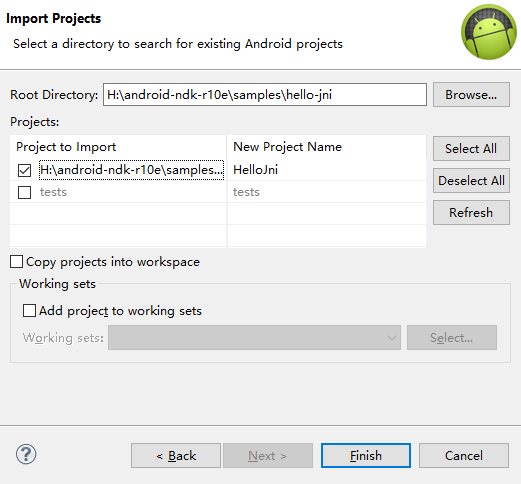 Import Projects
Select a directory to search for existing Android projects
Root Directory: H:\android-ndk-r10e\samples\hello-jni Browse...
Projects:
Project to Import New Project Name Select All
H:\android-ndk-r10e\samples... HelloJni
tests Deselect All
Refresh
Copy projects into workspace
Working sets
Add project to working sets
Working sets: Select...
? < Back Next > Finish Cancel